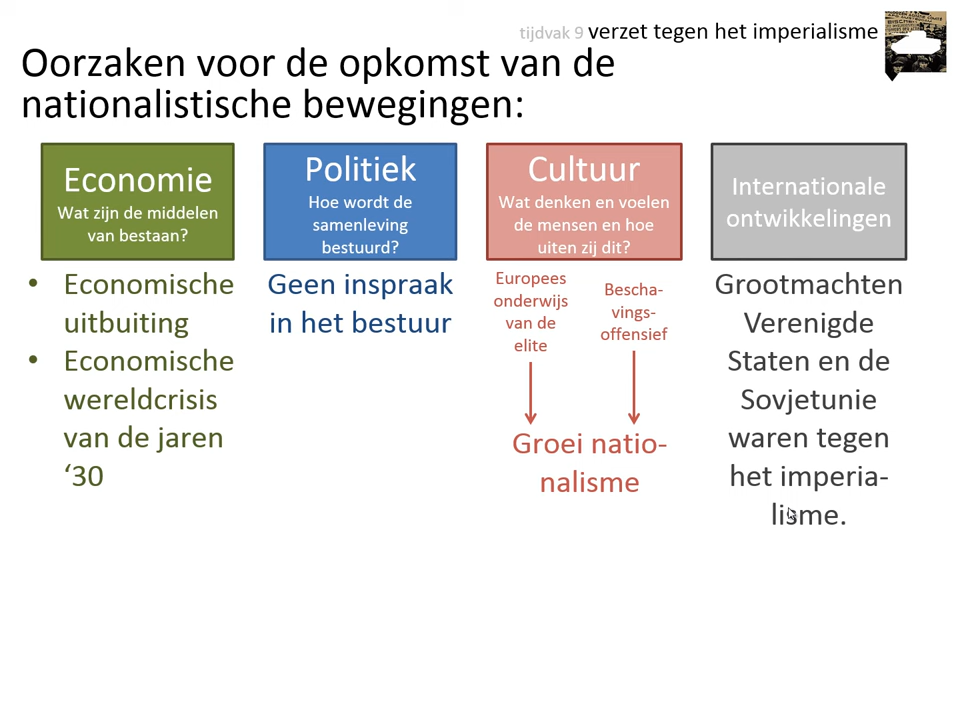 tijdvak 9 verzet tegen het imperialisme
Oorzaken voor de opkomst van de
nationalistische bewegingen:
Economie
Wat zijn de middelen
van bestaan?
• Economische
uitbuiting
• Economische
wereldcrisis
van de jaren
‘30
Politiek
Hoe wordt de
samenleving
bestuurd?
Geen inspraak
in het bestuur
Cultuur
Wat denken en voelen
de mensen en hoe
uiten zij dit?
Europees
onderwijs
van de
elite
Bescha-
vings-
offensief
Groei natio-
nalisme
Internationale
ontwikkelingen
Grootmachten
Verenigde
Staten en de
Sovjetunie
waren tegen
het imperia-
lisme.